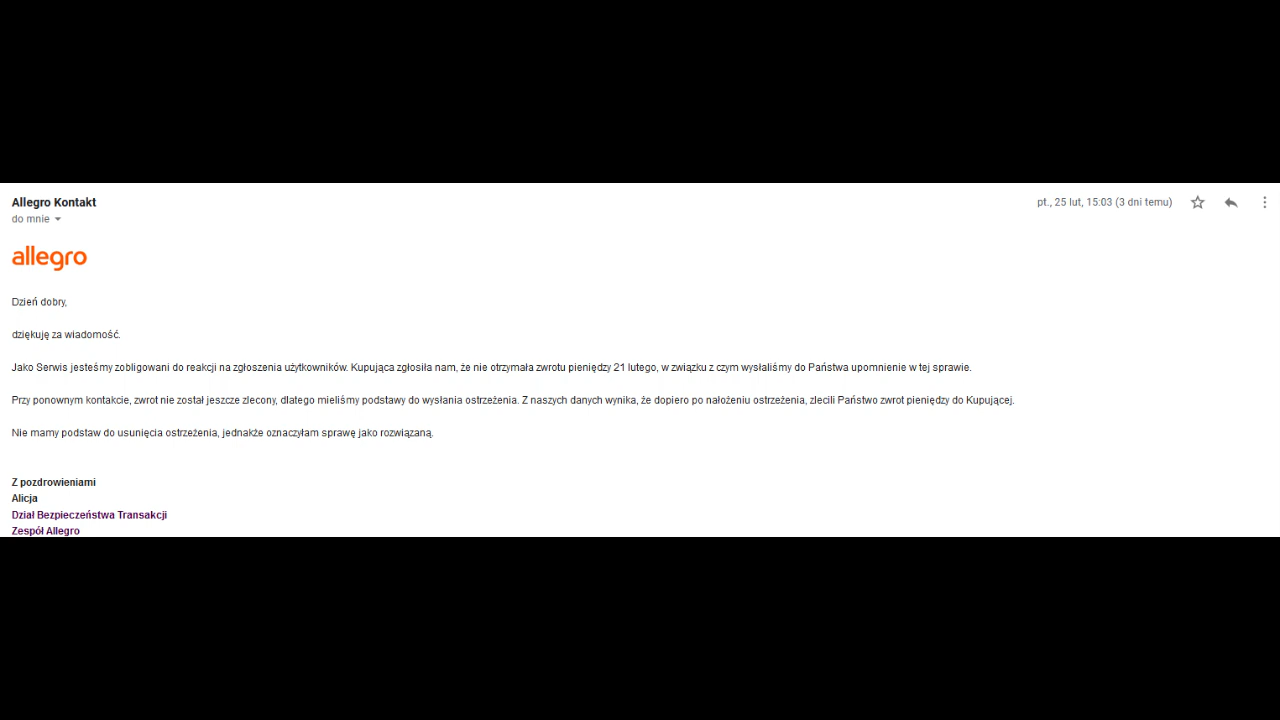 Allegro Kontakt
pt., 25 lut, 15:03 (3 dni temu)
do mnie
allegro
Dzień dobry,
dziękuję za wiadomość.
Jako Serwis jesteśmy zobligowani do reakcji na zgłoszenia użytkowników. Kupująca zgłosiła nam, że nie otrzymała zwrotu pieniędzy 21 lutego, w związku z czym wysłaliśmy do Państwa upomnienie w tej sprawie.
Przy ponownym kontakcie, zwrot nie został jeszcze zlecony, dlatego mieliśmy podstawy do wysłania ostrzeżenia. Z naszych danych wynika, że dopiero po nałożeniu ostrzeżenia, zlecili Państwo zwrot pieniędzy do Kupującej.
Nie mamy podstaw do usunięcia ostrzeżenia, jednakże oznaczyłam sprawę jako rozwiązaną.
Z pozdrowieniami
Alicja
Dział Bezpieczeństwa Transakcji
Zespół Allegro